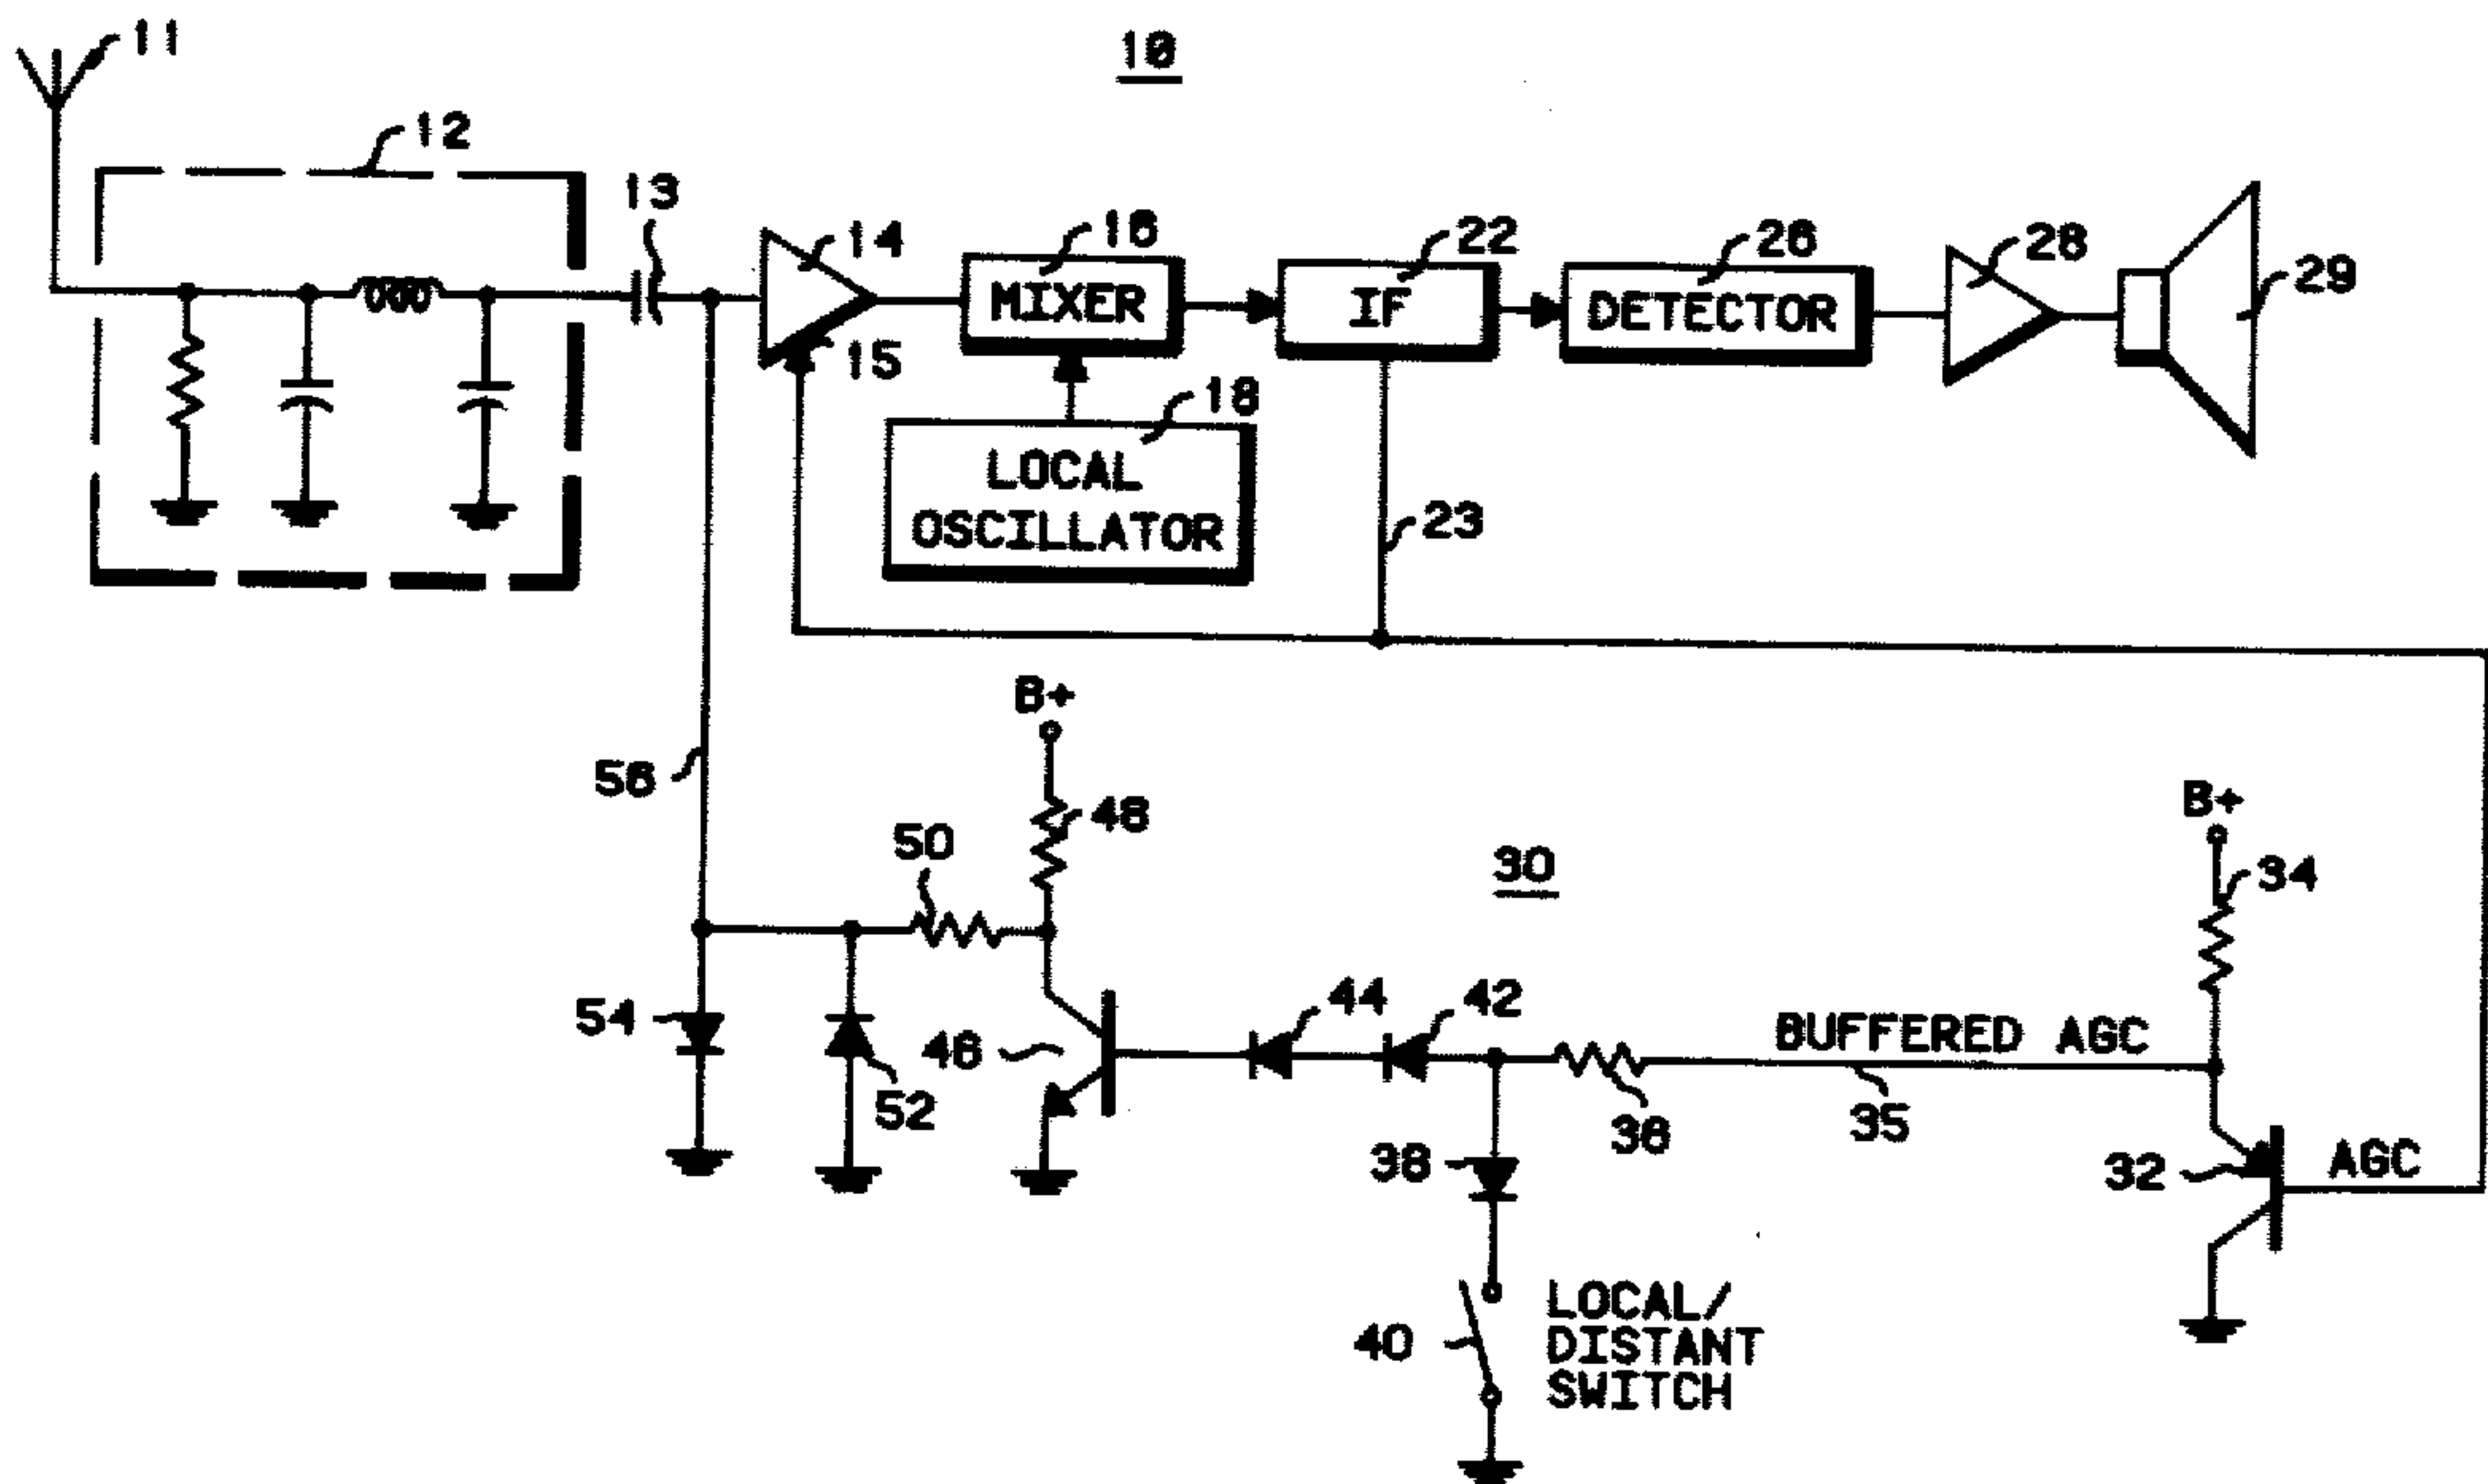 10
11
12
13
14
16
22
26
28
29
MIXER
IF
DETECTOR
15
18
LOCAL
OSCILLATOR
23
B+
56
48
B+
50
30
34
54
46
44
42
BUFFERED AGC
52
36
35
38
32
AGC
40
LOCAL/
DISTANT
SWITCH